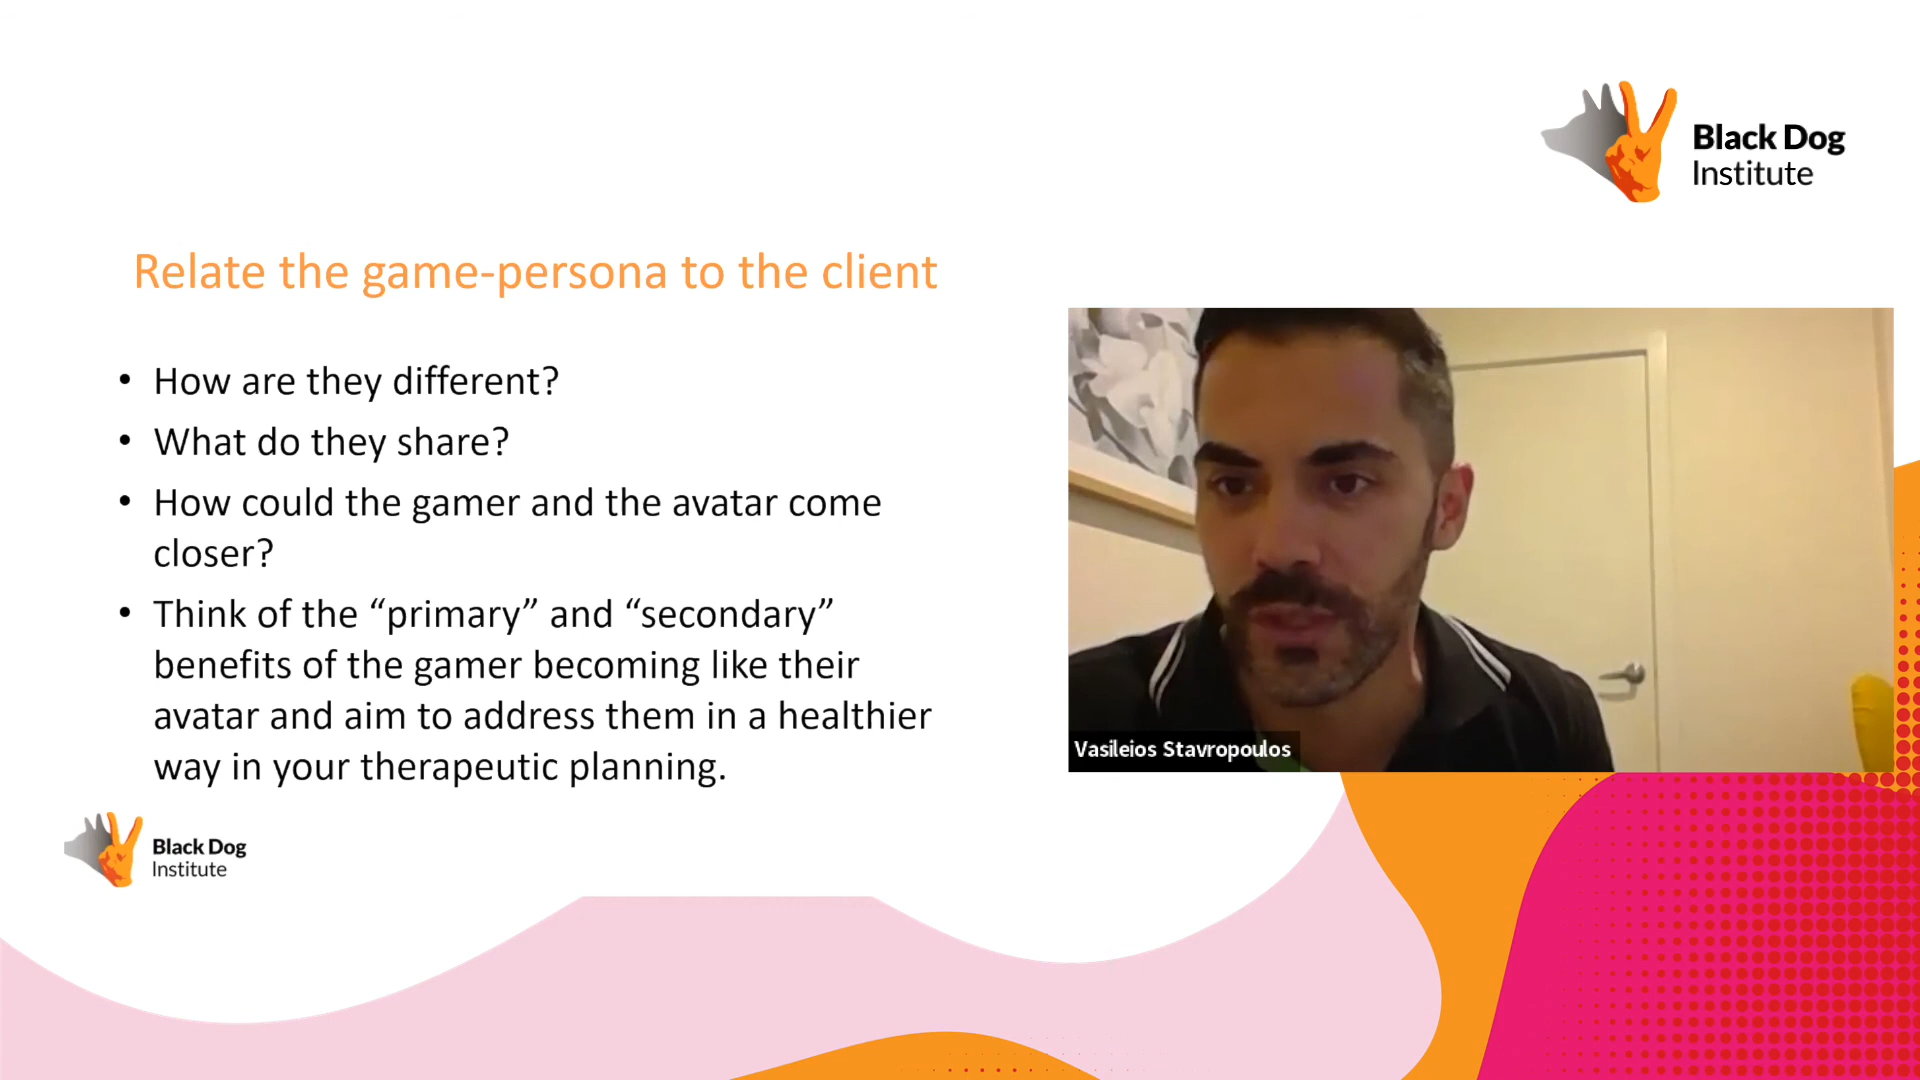 Black Dog
Institute
Relate the game-persona to the client
• How are they different?
• What do they share?
• How could the gamer and the avatar come
closer?
• Think of the “primary” and “secondary”
benefits of the gamer becoming like their
avatar and aim to address them in a healthier
way in your therapeutic planning.
Vasileios Stavropoulos
Black Dog
Institute